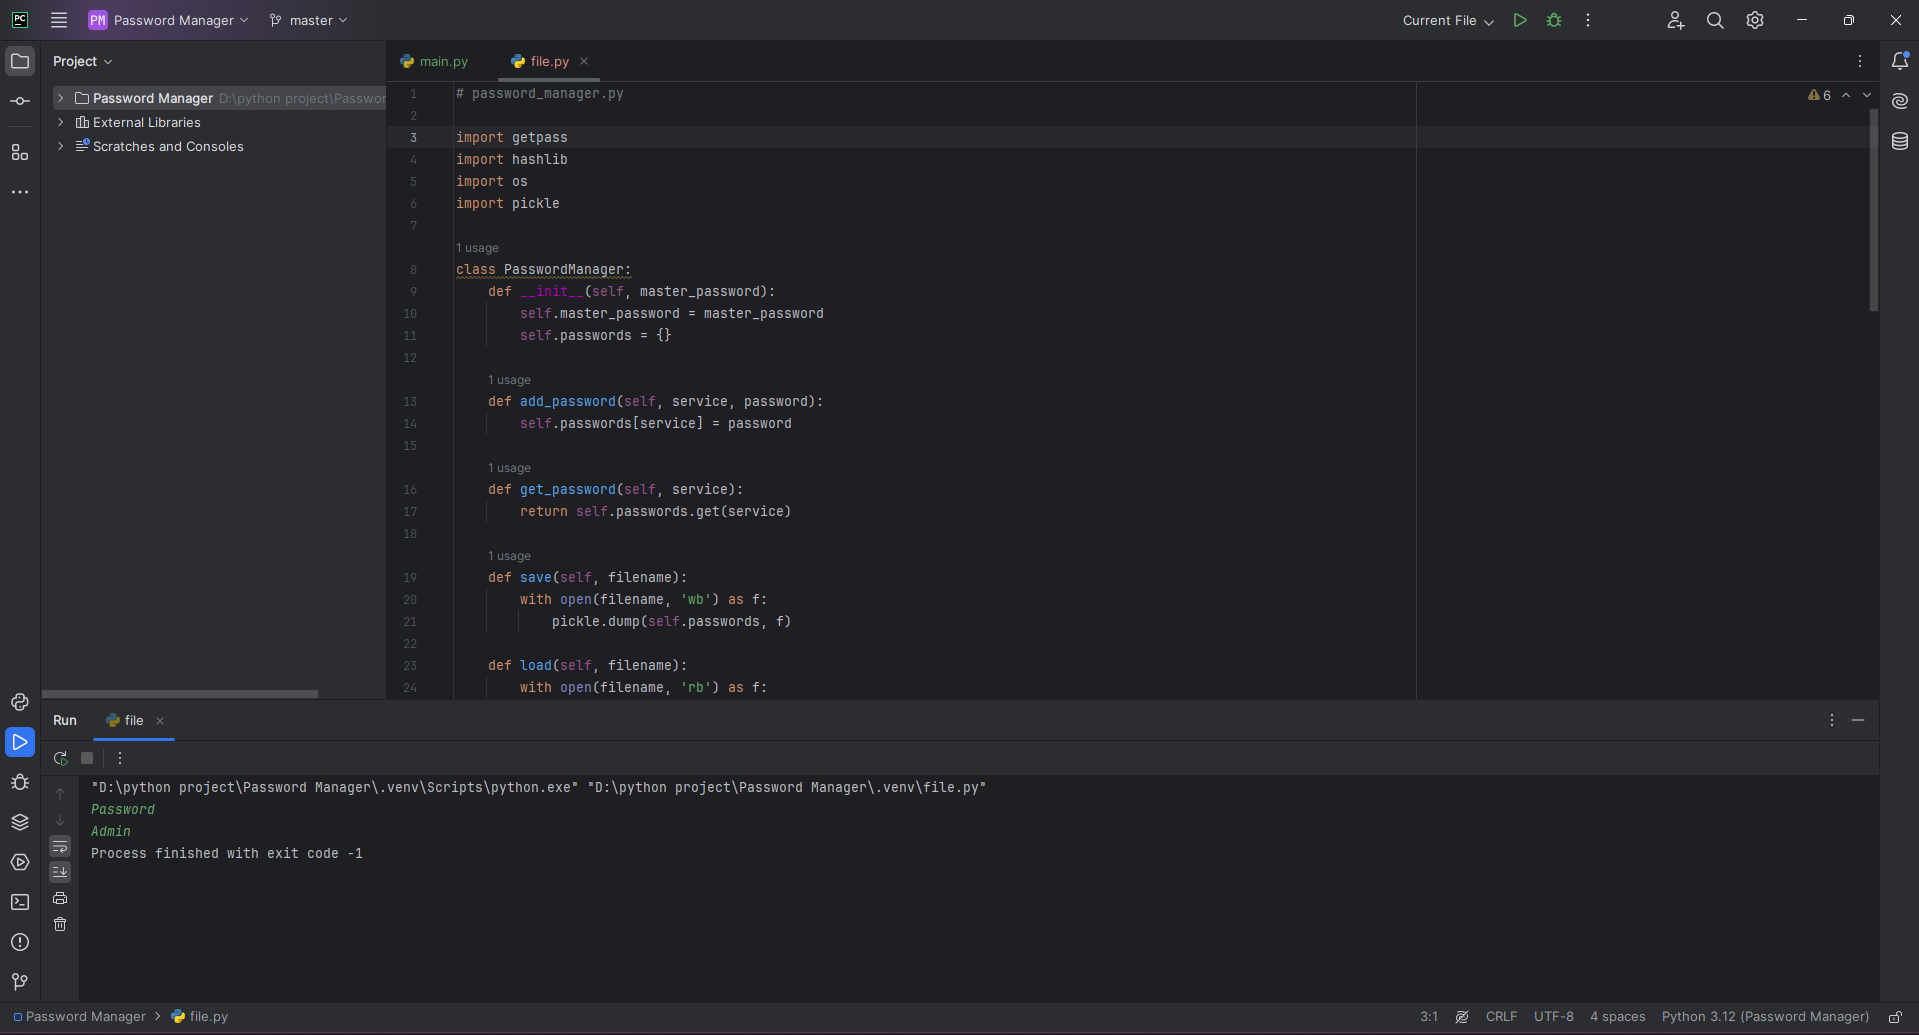 PC
PM Password Manager master
Current File
Project
Password Manager D:\python project\Passwor
External Libraries
Scratches and Consoles
main.py
file.py
6
1 # password_manager.py
2
3 import getpass
4 import hashlib
5 import os
6 import pickle
7
1 usage
8 class PasswordManager:
9 def __init__(self, master_password):
10 self.master_password = master_password
11 self.passwords = {}
12
1 usage
13 def add_password(self, service, password):
14 self.passwords[service] = password
15
1 usage
16 def get_password(self, service):
17 return self.passwords.get(service)
18
1 usage
19 def save(self, filename):
20 with open(filename, 'wb') as f:
21 pickle.dump(self.passwords, f)
22
23 def load(self, filename):
24 with open(filename, 'rb') as f:
Run file
"D:\python project\Password Manager\.venv\Scripts\python.exe" "D:\python project\Password Manager\.venv\file.py"
Password
Admin
Process finished with exit code -1
Password Manager > file.py
3:1 CRLF UTF-8 4 spaces Python 3.12 (Password Manager)